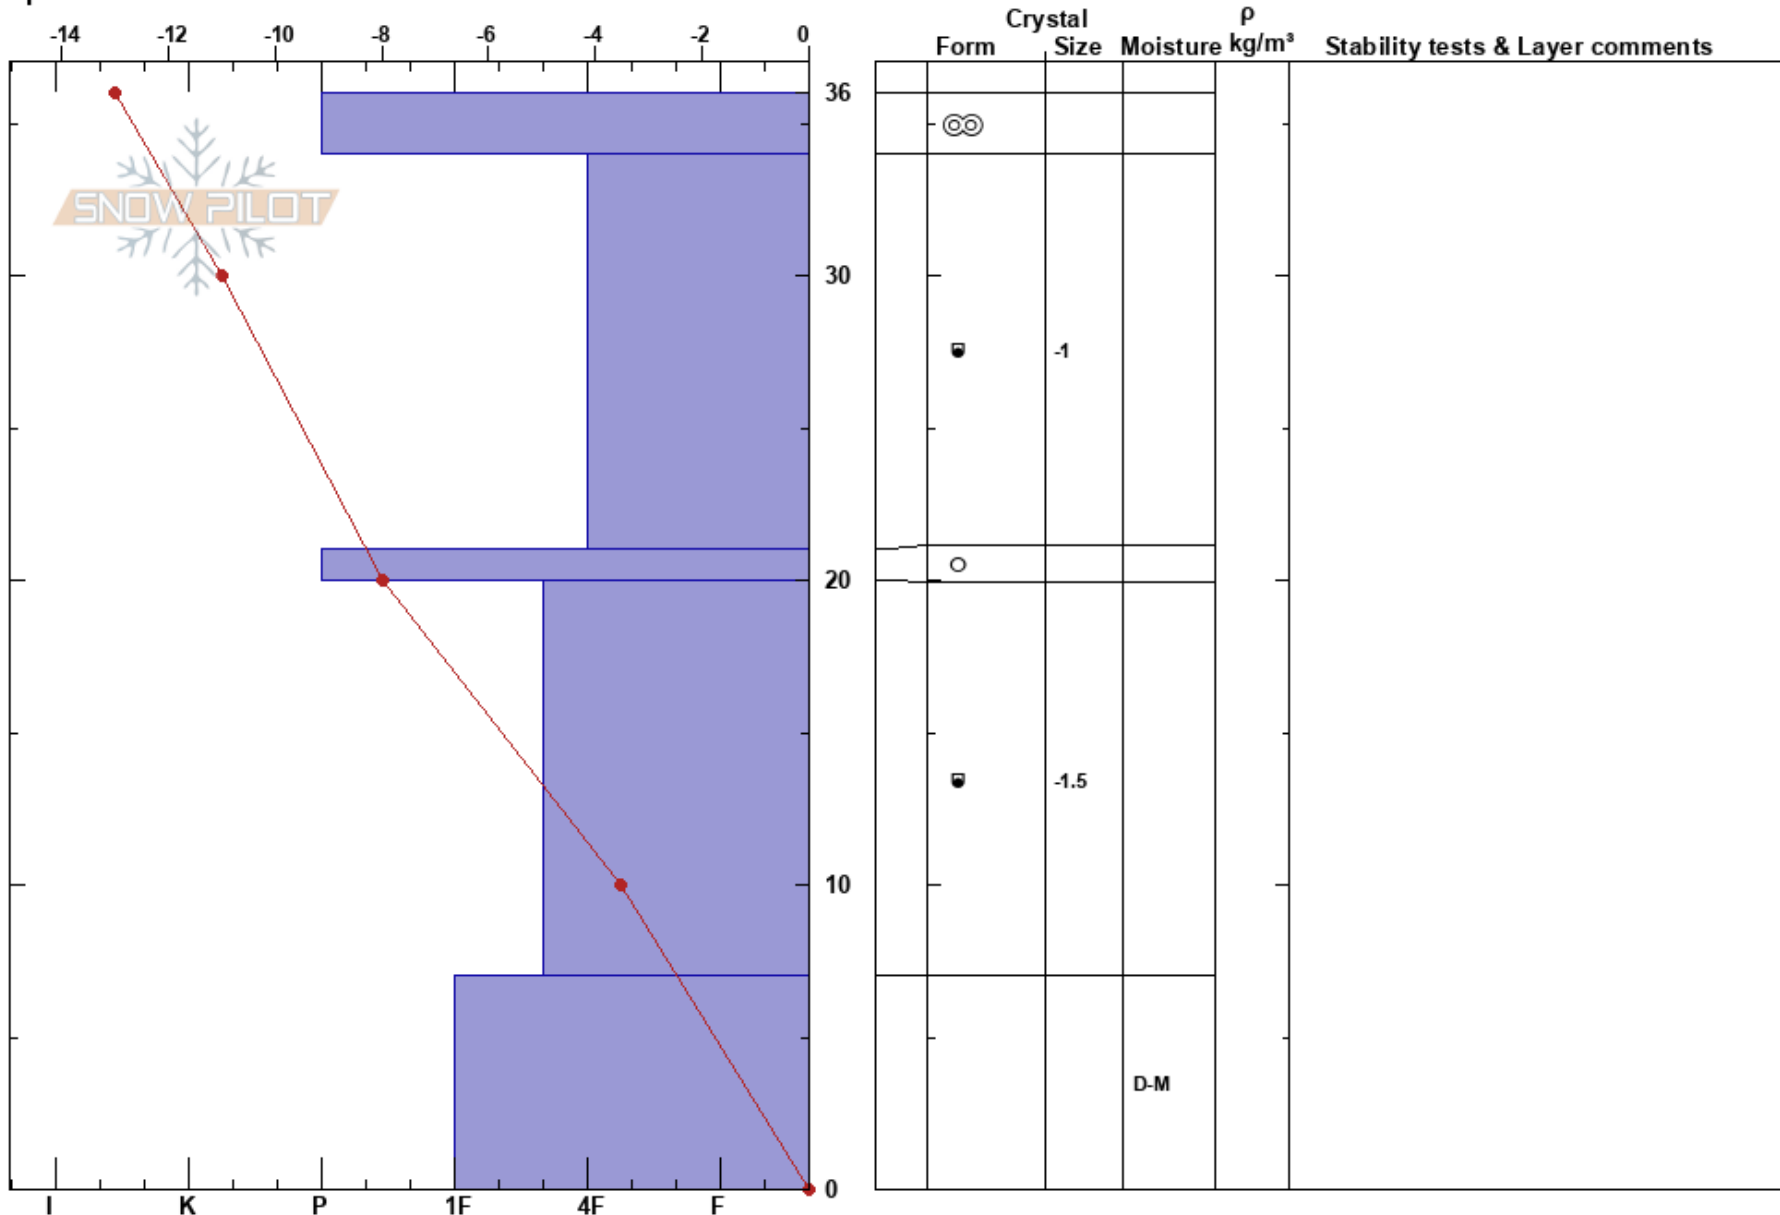 -14 -12 -10 -8 -6 -4 -2 0
Crystal ρ
Form Size Moisture kg/m³ Stability tests & Layer comments
36
SNOW PILOT
30
-1
20
-1.5
10
D-M
0
I K P 1F 4F F